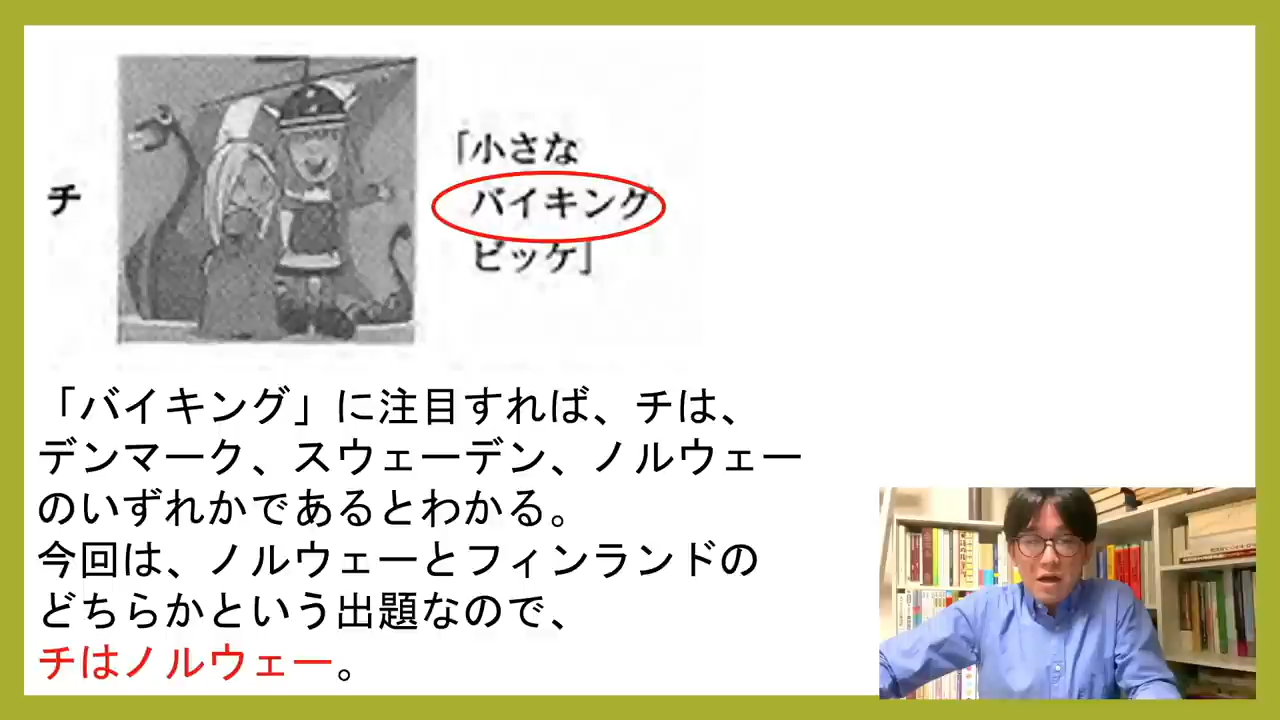 チ
「小さな
バイキング
ビッケ」
「バイキング」に注目すれば、チは、
デンマーク、スウェーデン、ノルウェー
のいずれかであるとわかる。
今回は、ノルウェーとフィンランドの
どちらかという出題なので、
チはノルウェー。